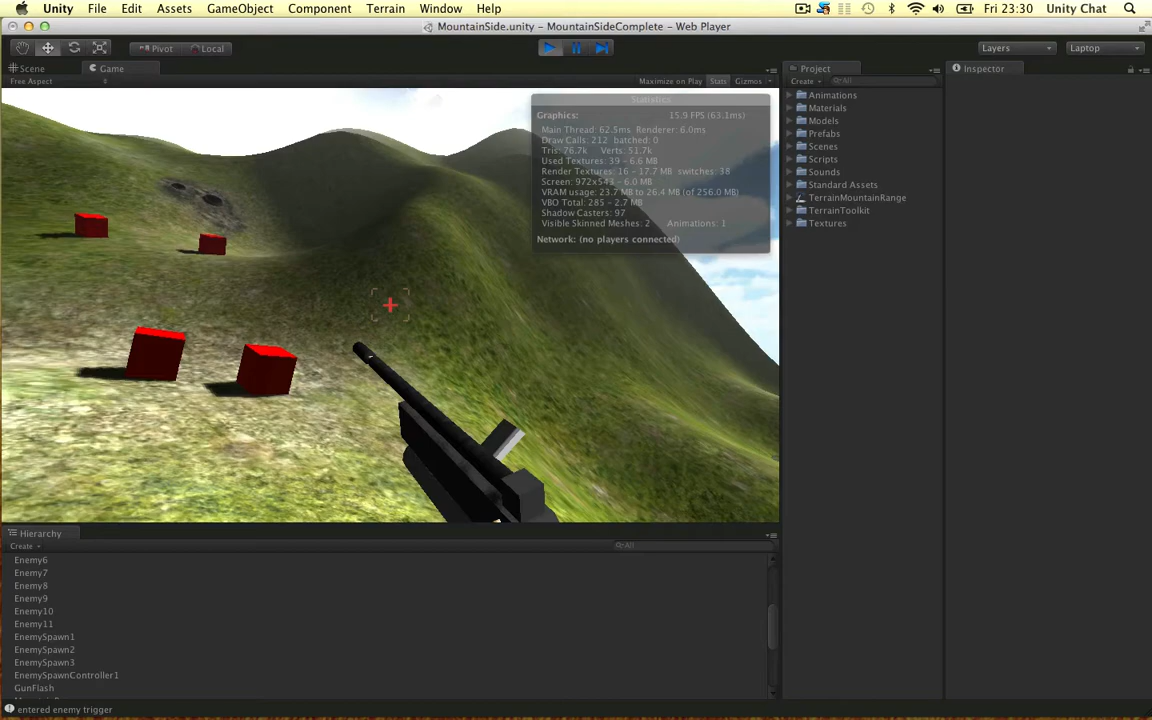 Unity File Edit Assets GameObject Component Terrain Window Help Fri 23:30 Unity Chat
MountainSide.unity – MountainSideComplete – Web Player
Pivot Local Layers Laptop
Scene Game Project Inspector
Free Aspect Maximize on Play Stats Gizmos Create All
Statistics
Graphics: 15.9 FPS (63.1ms)
Main Thread: 62.5ms Renderer: 6.0ms
Draw Calls: 212 batched: 0
Tris: 76.7k Verts: 51.7k
Used Textures: 39 – 6.6 MB
Render Textures: 16 – 17.7 MB switches: 38
Screen: 972x543 – 6.0 MB
VRAM usage: 23.7 MB to 26.4 MB (of 256.0 MB)
VBO Total: 285 – 2.7 MB
Shadow Casters: 97
Visible Skinned Meshes: 2 Animations: 1
Network: (no players connected)
Animations
Materials
Models
Prefabs
Scenes
Scripts
Sounds
Standard Assets
TerrainMountainRange
TerrainToolkit
Textures
Hierarchy
Create All
Enemy6
Enemy7
Enemy8
Enemy9
Enemy10
Enemy11
EnemySpawn1
EnemySpawn2
EnemySpawn3
EnemySpawnController1
GunFlash
entered enemy trigger